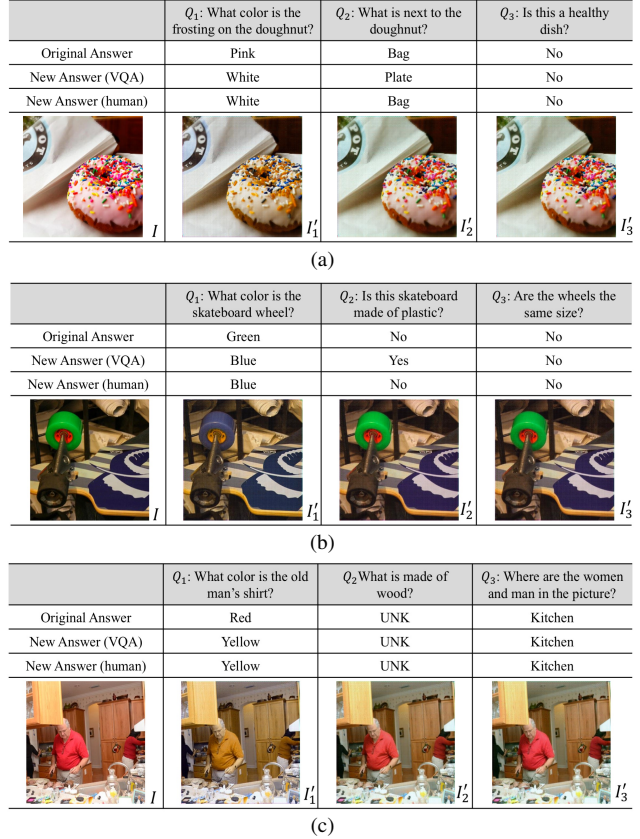 Q₁: What color is the frosting on the doughnut? Q₂: What is next to the doughnut? Q₃: Is this a healthy dish?
Original Answer Pink Bag No
New Answer (VQA) White Plate No
New Answer (human) White Bag No
POT POT POT POT
I I′₁ I′₂ I′₃
(a)
Q₁: What color is the skateboard wheel? Q₂: Is this skateboard made of plastic? Q₃: Are the wheels the same size?
Original Answer Green No No
New Answer (VQA) Blue Yes No
New Answer (human) Blue No No
I I′₁ I′₂ I′₃
(b)
Q₁: What color is the old man’s shirt? Q₂What is made of wood? Q₃: Where are the women and man in the picture?
Original Answer Red UNK Kitchen
New Answer (VQA) Yellow UNK Kitchen
New Answer (human) Yellow UNK Kitchen
I I′₁ I′₂ I′₃
(c)